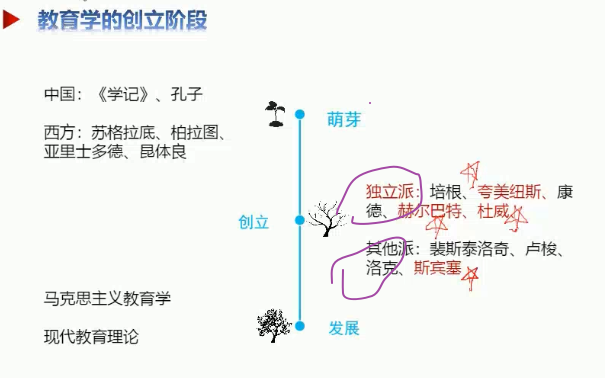 教育学的创立阶段
中国：《学记》、孔子
萌芽
西方：苏格拉底、柏拉图、
亚里士多德、昆体良
独立派：培根、夸美纽斯、康
德、赫尔巴特、杜威
创立
其他派：裴斯泰洛奇、卢梭、
洛克、斯宾塞
马克思主义教育学
发展
现代教育理论